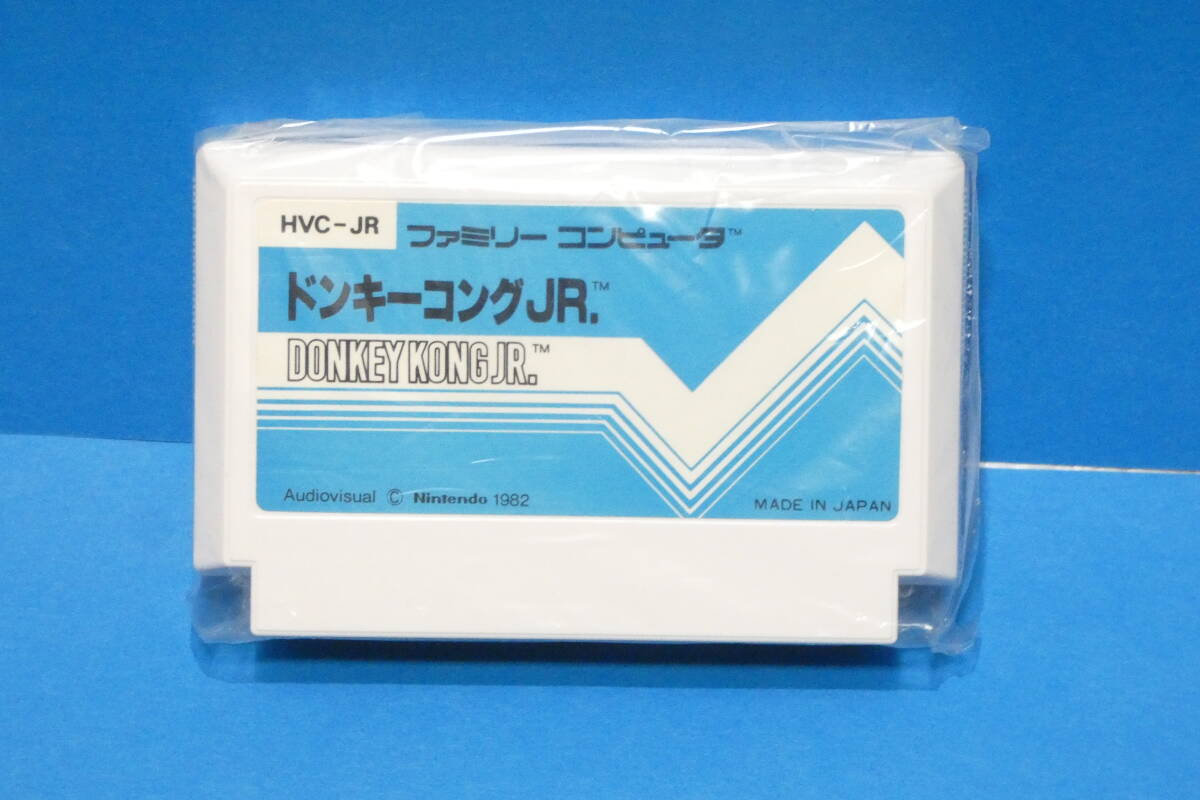 HVC-JR
ファミリー コンピュータ™
ドンキーコングJR.™
DONKEY KONG JR.™
Audiovisual © Nintendo 1982
MADE IN JAPAN